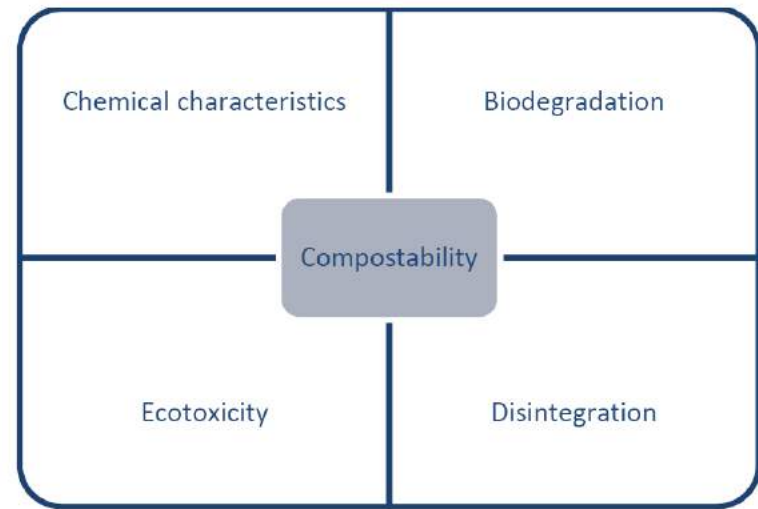 Chemical characteristics
Biodegradation
Compostability
Ecotoxicity
Disintegration